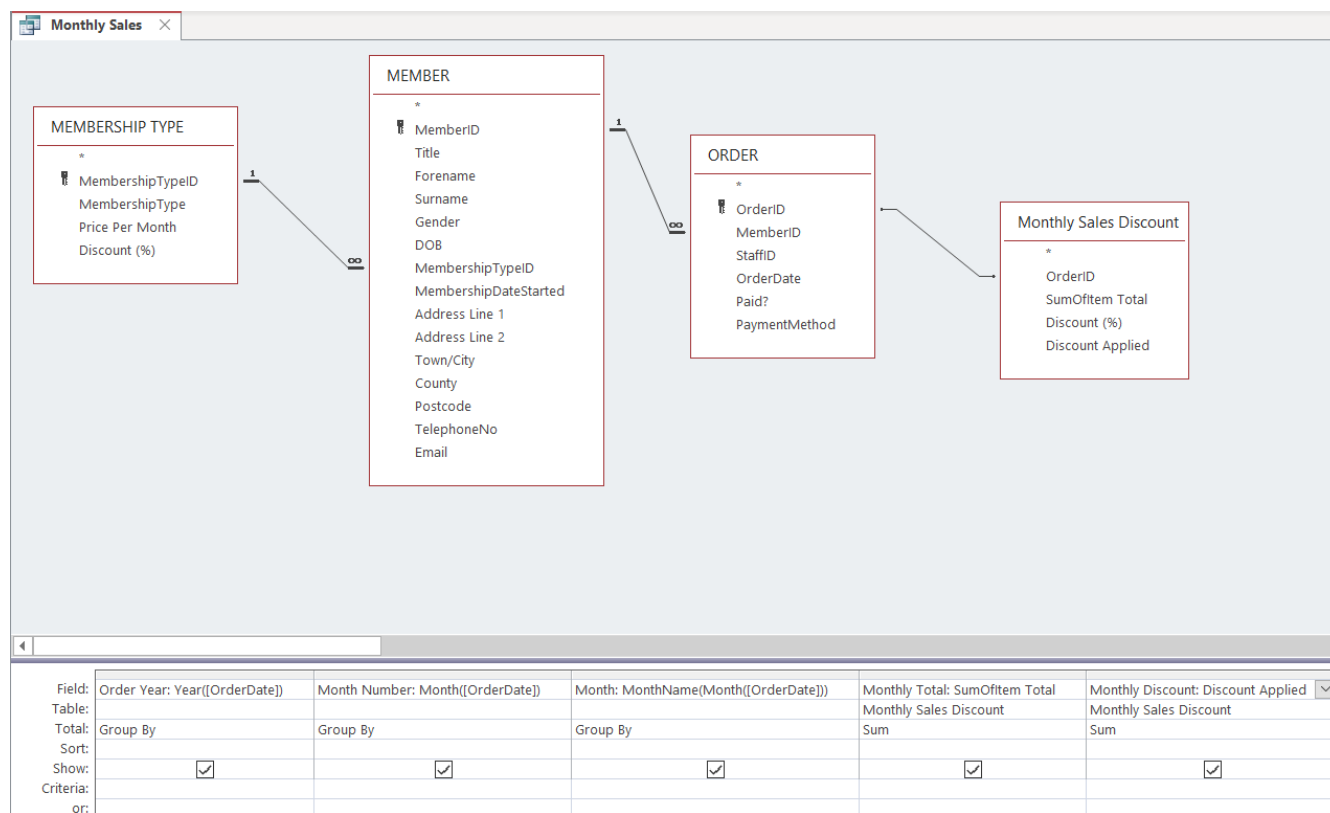 Monthly Sales
MEMBERSHIP TYPE
*
MembershipTypeID
MembershipType
Price Per Month
Discount (%)
1
∞
MEMBER
*
MemberID
Title
Forename
Surname
Gender
DOB
MembershipTypeID
MembershipDateStarted
Address Line 1
Address Line 2
Town/City
County
Postcode
TelephoneNo
Email
1
∞
ORDER
*
OrderID
MemberID
StaffID
OrderDate
Paid?
PaymentMethod
Monthly Sales Discount
*
OrderID
SumOfItem Total
Discount (%)
Discount Applied
Field: Order Year: Year([OrderDate]) Month Number: Month([OrderDate]) Month: MonthName(Month([OrderDate])) Monthly Total: SumOfItem Total Monthly Discount: Discount Applied
Table: Monthly Sales Discount Monthly Sales Discount
Total: Group By Group By Group By Sum Sum
Sort:
Show:
Criteria:
or: